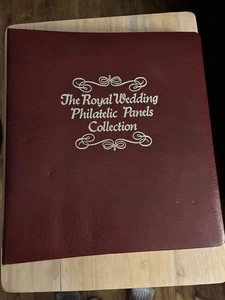 The Royal Wedding
Philatelic Panels
Collection